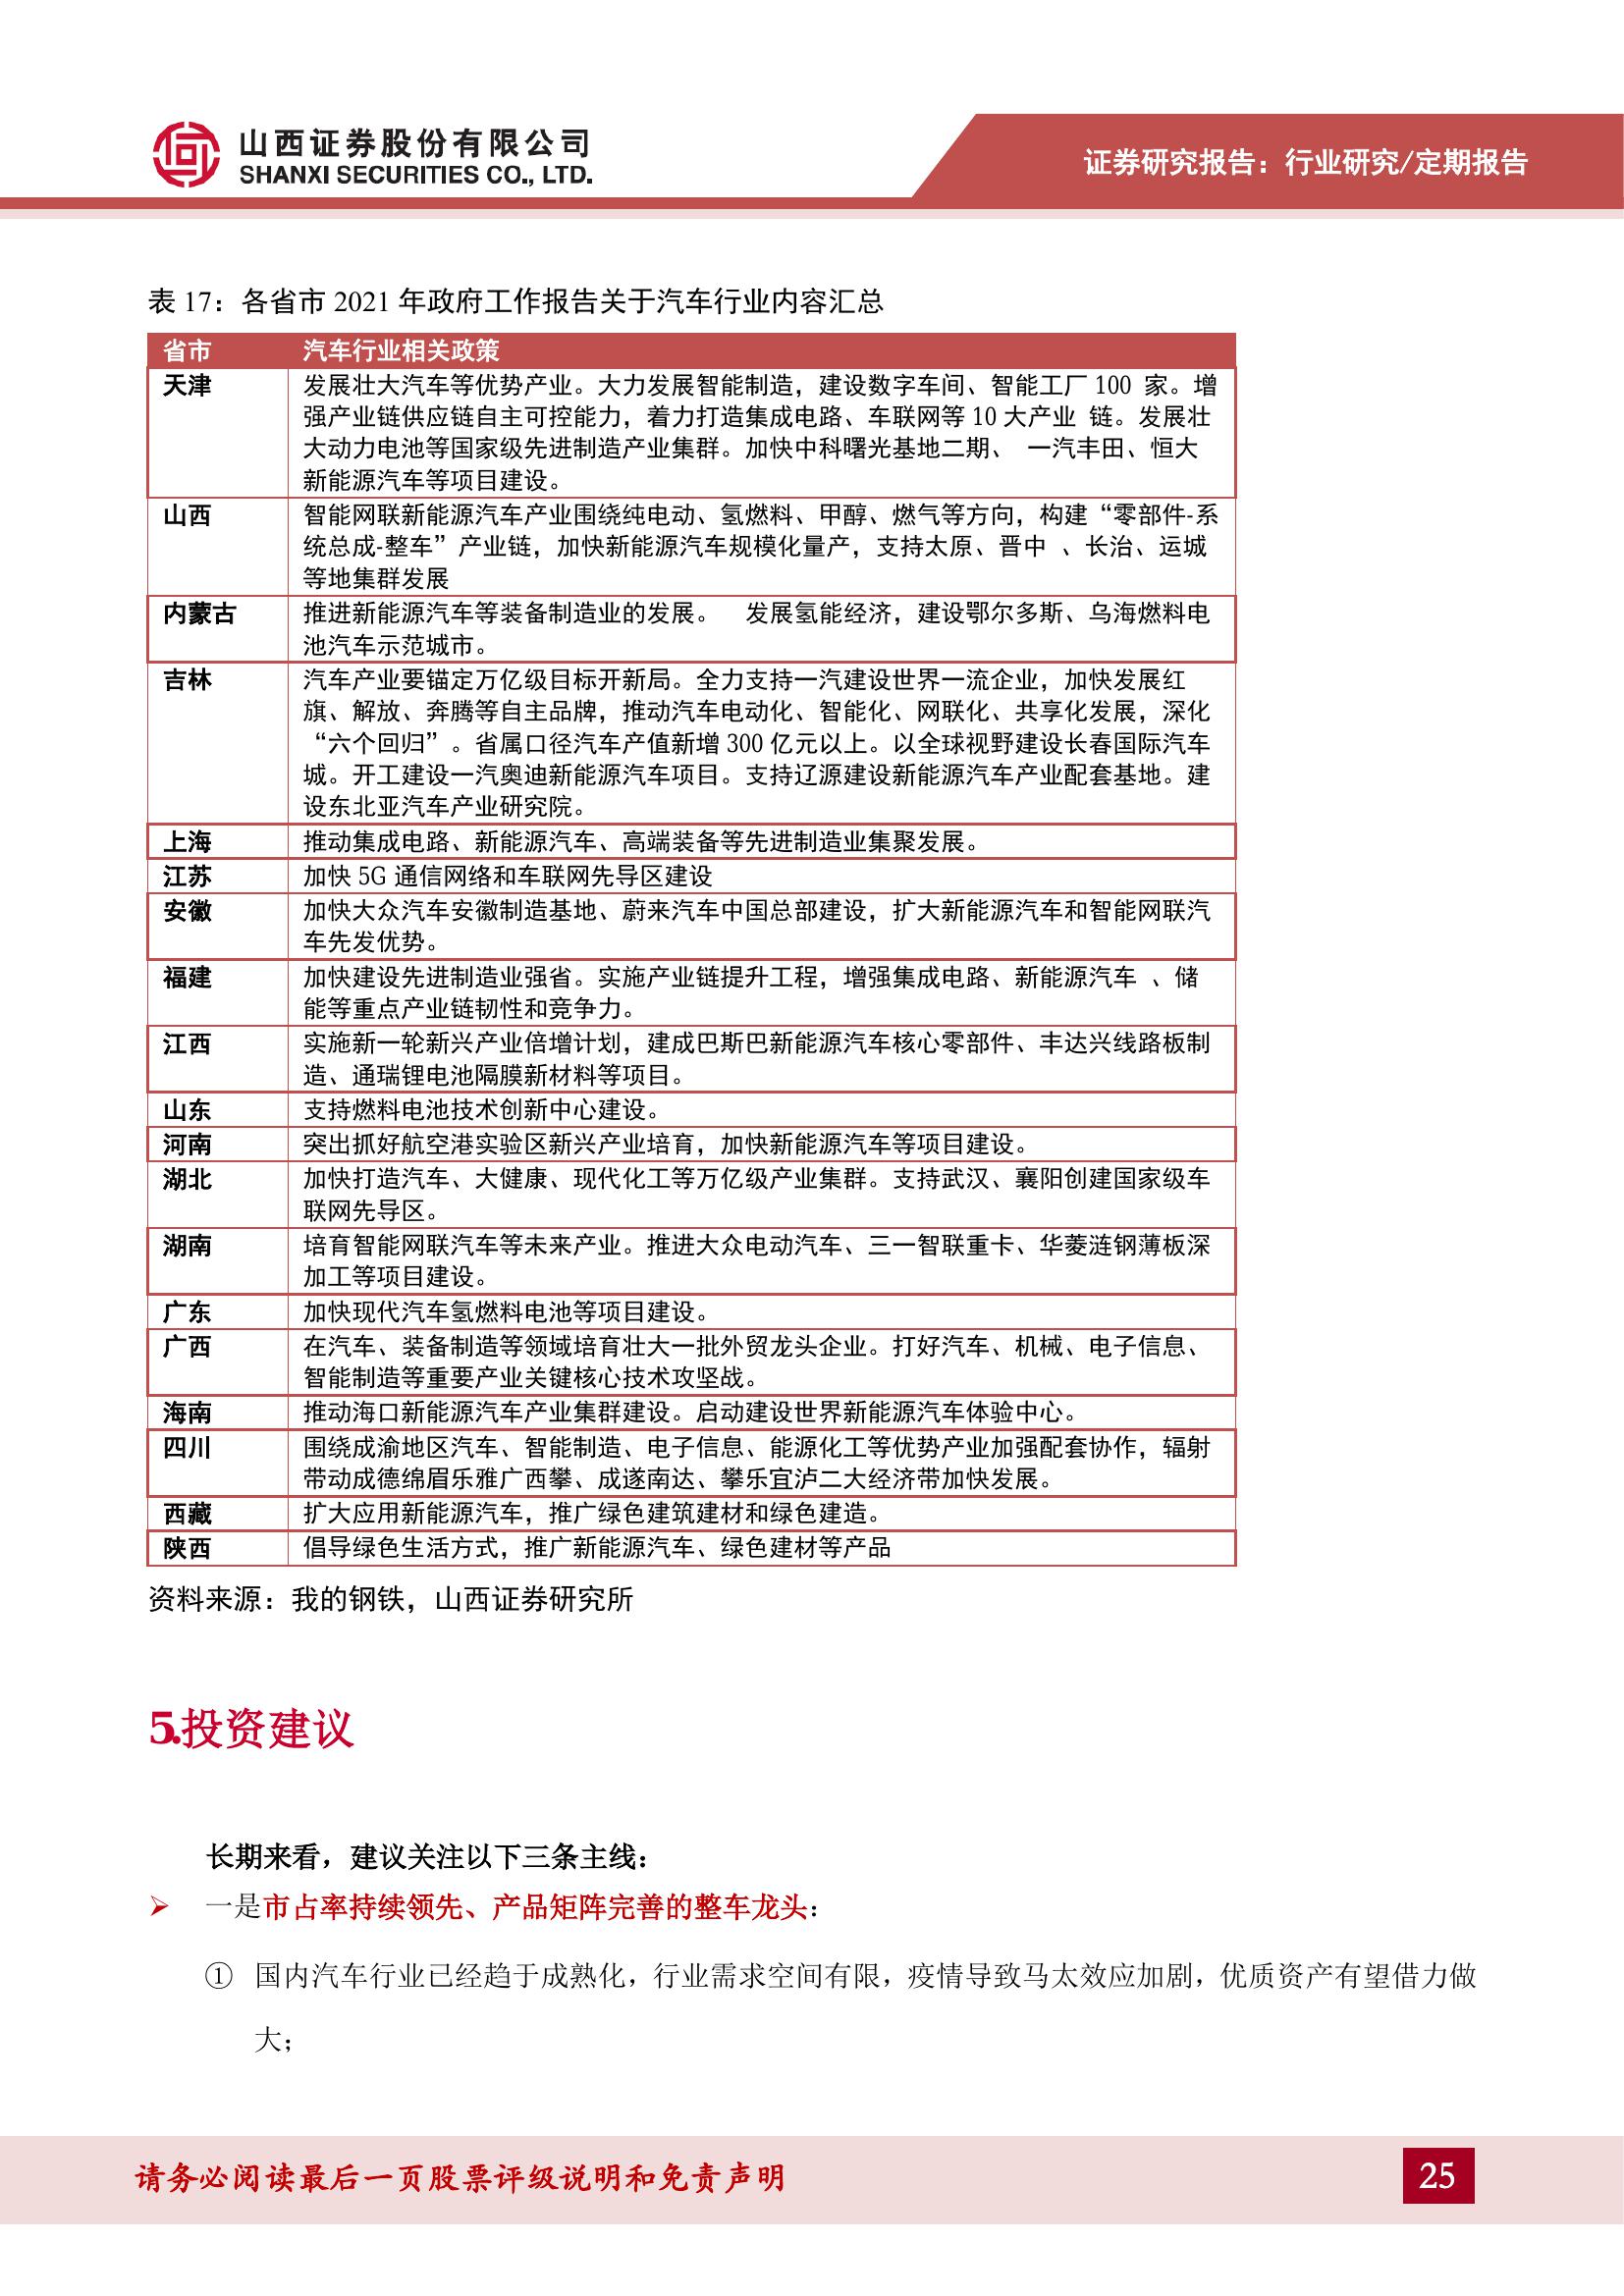 山西证券股份有限公司
SHANXI SECURITIES CO., LTD.
证券研究报告：行业研究/定期报告
表 17：各省市 2021 年政府工作报告关于汽车行业内容汇总
省市 汽车行业相关政策
天津 发展壮大汽车等优势产业。大力发展智能制造，建设数字车间、智能工厂 100 家。增
强产业链供应链自主可控能力，着力打造集成电路、车联网等 10 大产业 链。发展壮
大动力电池等国家级先进制造产业集群。加快中科曙光基地二期、 一汽丰田、恒大
新能源汽车等项目建设。
山西 智能网联新能源汽车产业围绕纯电动、氢燃料、甲醇、燃气等方向，构建“零部件-系
统总成-整车”产业链，加快新能源汽车规模化量产，支持太原、晋中 、长治、运城
等地集群发展
内蒙古 推进新能源汽车等装备制造业的发展。 发展氢能经济，建设鄂尔多斯、乌海燃料电
池汽车示范城市。
吉林 汽车产业要锚定万亿级目标开新局。全力支持一汽建设世界一流企业，加快发展红
旗、解放、奔腾等自主品牌，推动汽车电动化、智能化、网联化、共享化发展，深化
“六个回归”。省属口径汽车产值新增 300 亿元以上。以全球视野建设长春国际汽车
城。开工建设一汽奥迪新能源汽车项目。支持辽源建设新能源汽车产业配套基地。建
设东北亚汽车产业研究院。
上海 推动集成电路、新能源汽车、高端装备等先进制造业集聚发展。
江苏 加快 5G 通信网络和车联网先导区建设
安徽 加快大众汽车安徽制造基地、蔚来汽车中国总部建设，扩大新能源汽车和智能网联汽
车先发优势。
福建 加快建设先进制造业强省。实施产业链提升工程，增强集成电路、新能源汽车 、储
能等重点产业链韧性和竞争力。
江西 实施新一轮新兴产业倍增计划，建成巴斯巴新能源汽车核心零部件、丰达兴线路板制
造、通瑞锂电池隔膜新材料等项目。
山东 支持燃料电池技术创新中心建设。
河南 突出抓好航空港实验区新兴产业培育，加快新能源汽车等项目建设。
湖北 加快打造汽车、大健康、现代化工等万亿级产业集群。支持武汉、襄阳创建国家级车
联网先导区。
湖南 培育智能网联汽车等未来产业。推进大众电动汽车、三一智联重卡、华菱涟钢薄板深
加工等项目建设。
广东 加快现代汽车氢燃料电池等项目建设。
广西 在汽车、装备制造等领域培育壮大一批外贸龙头企业。打好汽车、机械、电子信息、
智能制造等重要产业关键核心技术攻坚战。
海南 推动海口新能源汽车产业集群建设。启动建设世界新能源汽车体验中心。
四川 围绕成渝地区汽车、智能制造、电子信息、能源化工等优势产业加强配套协作，辐射
带动成德绵眉乐雅广西攀、成遂南达、攀乐宜泸二大经济带加快发展。
西藏 扩大应用新能源汽车，推广绿色建筑建材和绿色建造。
陕西 倡导绿色生活方式，推广新能源汽车、绿色建材等产品
资料来源：我的钢铁，山西证券研究所
5.投资建议
长期来看，建议关注以下三条主线：
➢ 一是市占率持续领先、产品矩阵完善的整车龙头：
① 国内汽车行业已经趋于成熟化，行业需求空间有限，疫情导致马太效应加剧，优质资产有望借力做
大；
请务必阅读最后一页股票评级说明和免责声明
25